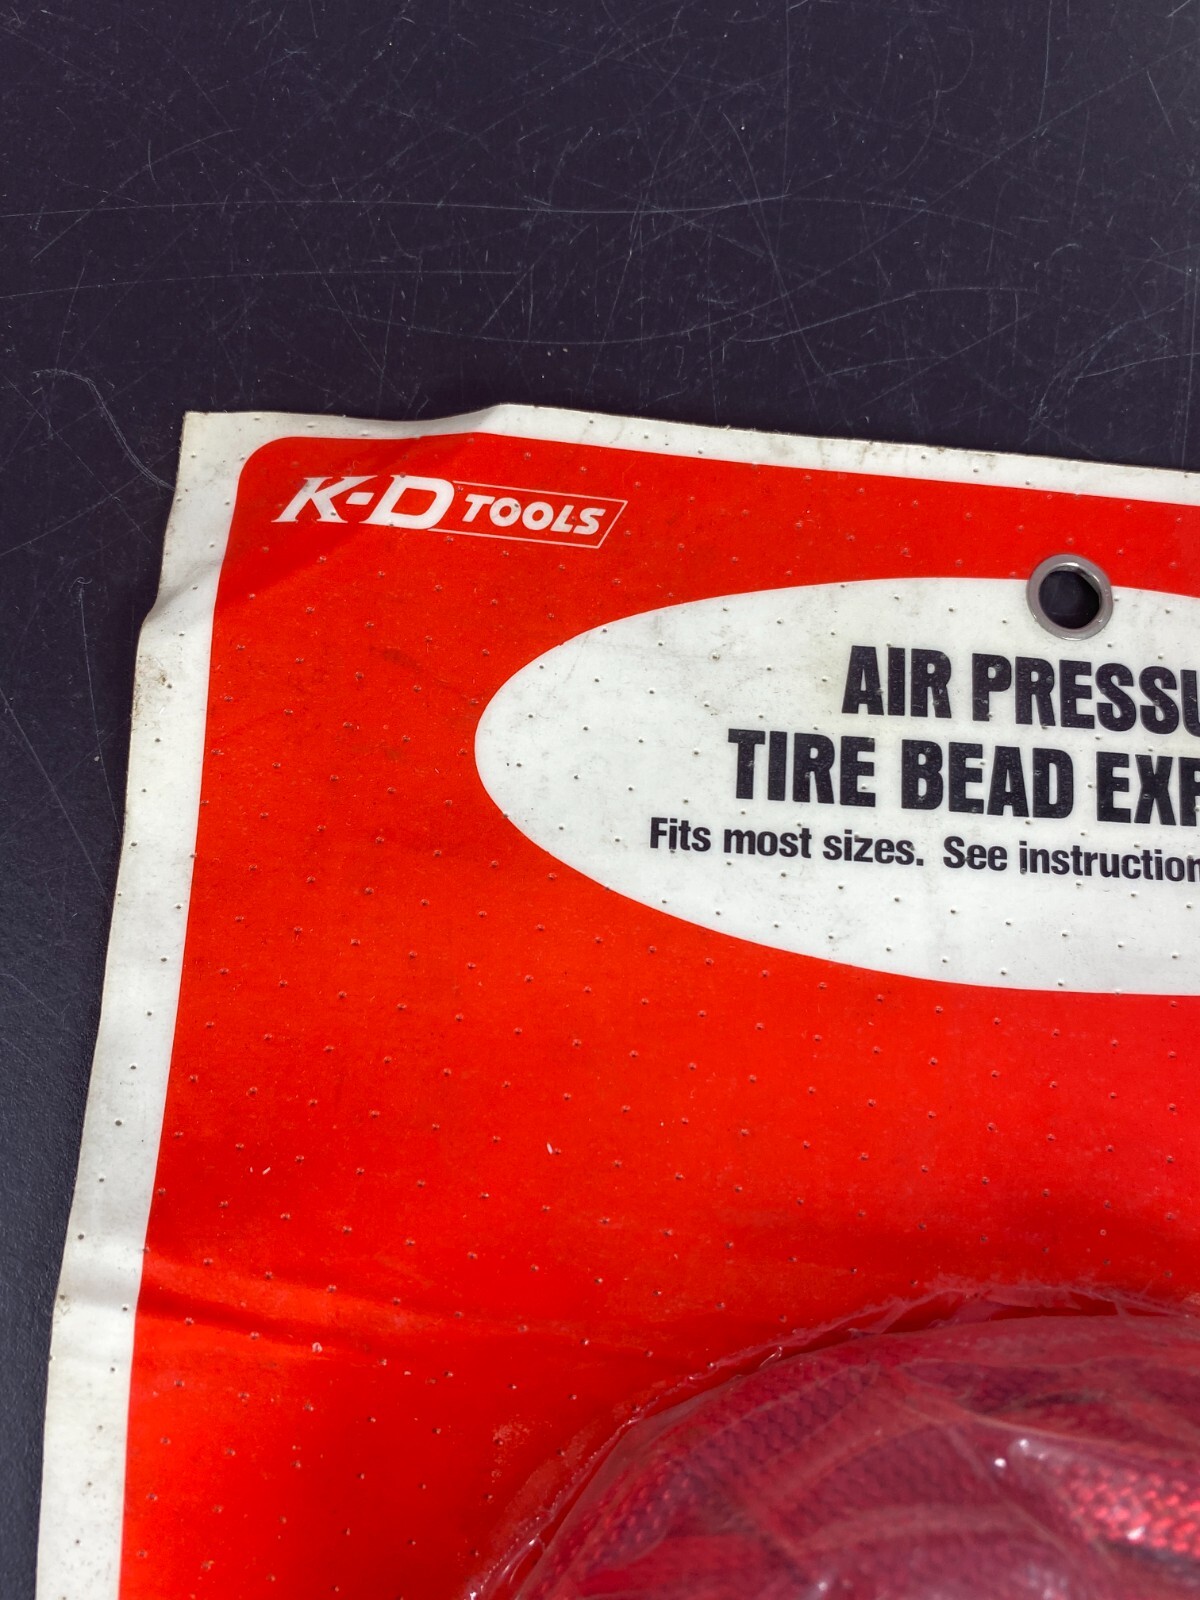 K-D TOOLS
AIR PRESSU
TIRE BEAD EXP
Fits most sizes. See instruction